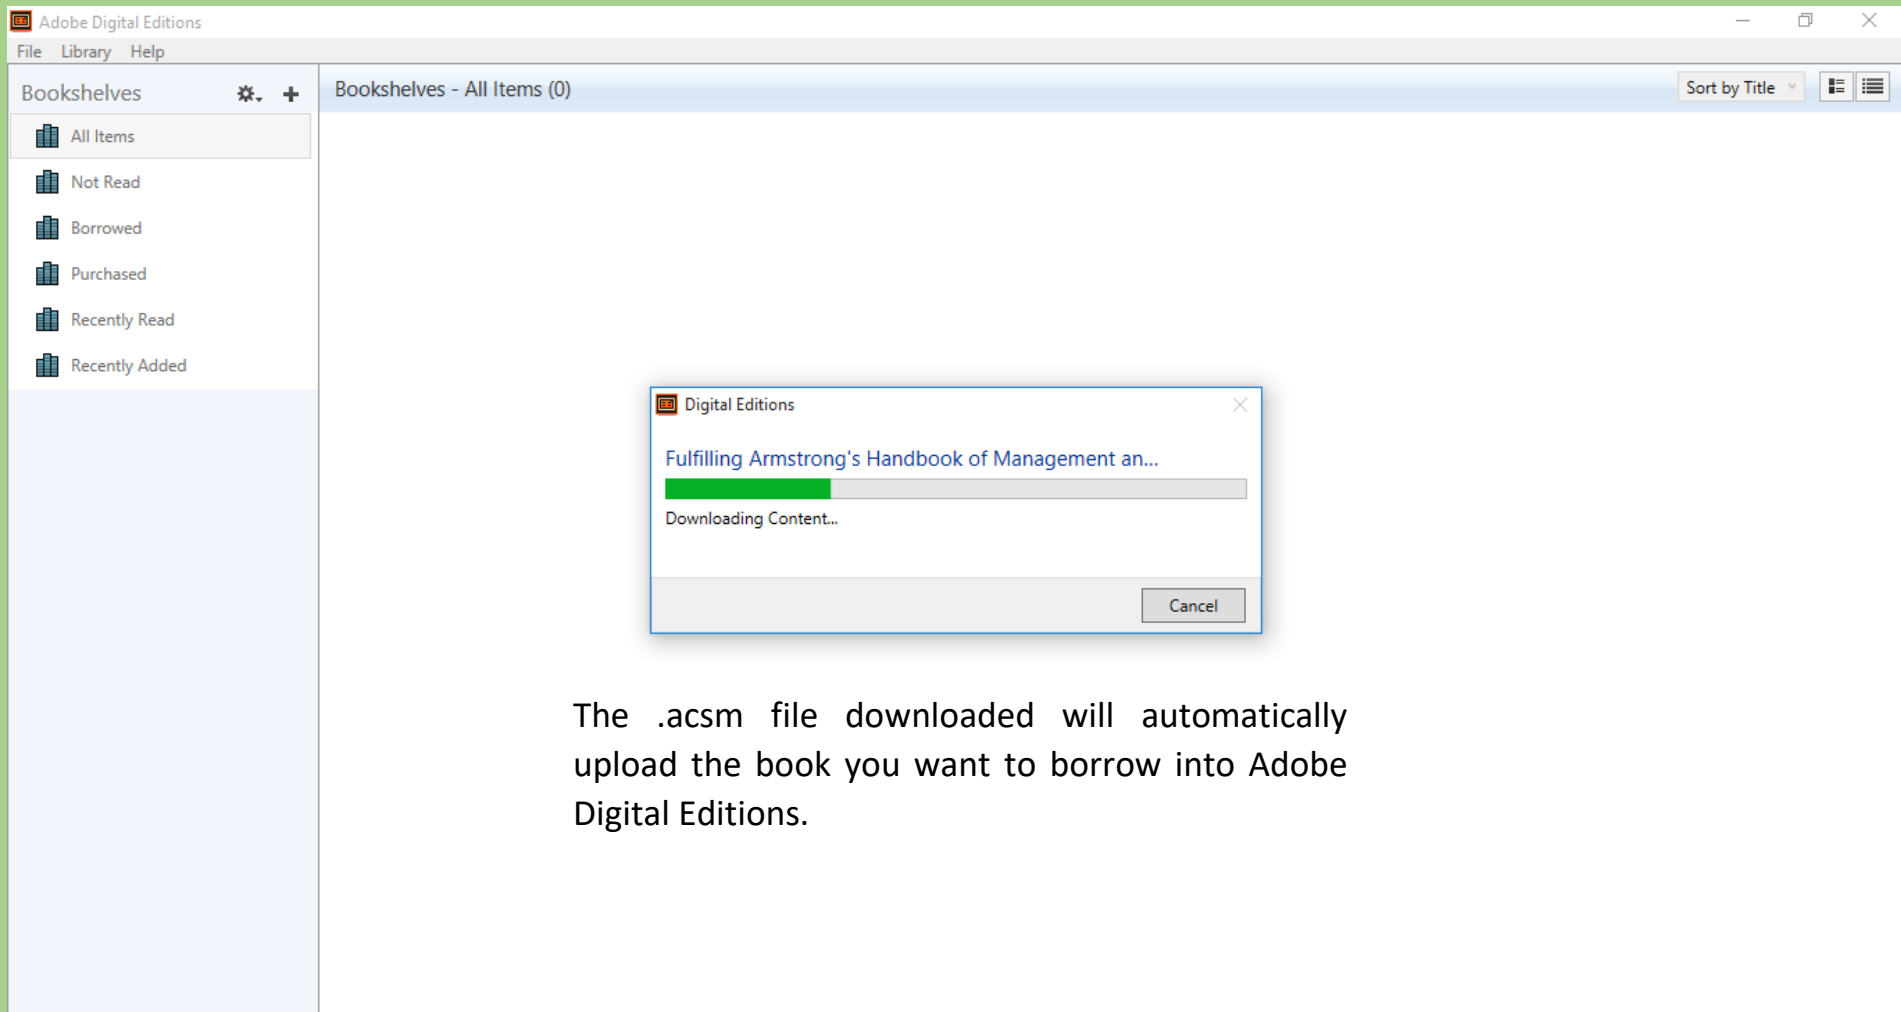 Adobe Digital Editions
File Library Help
Bookshelves
Bookshelves - All Items (0)
Sort by Title
All Items
Not Read
Borrowed
Purchased
Recently Read
Recently Added
Digital Editions
Fulfilling Armstrong's Handbook of Management an...
Downloading Content...
Cancel
The .acsm file downloaded will automatically
upload the book you want to borrow into Adobe
Digital Editions.